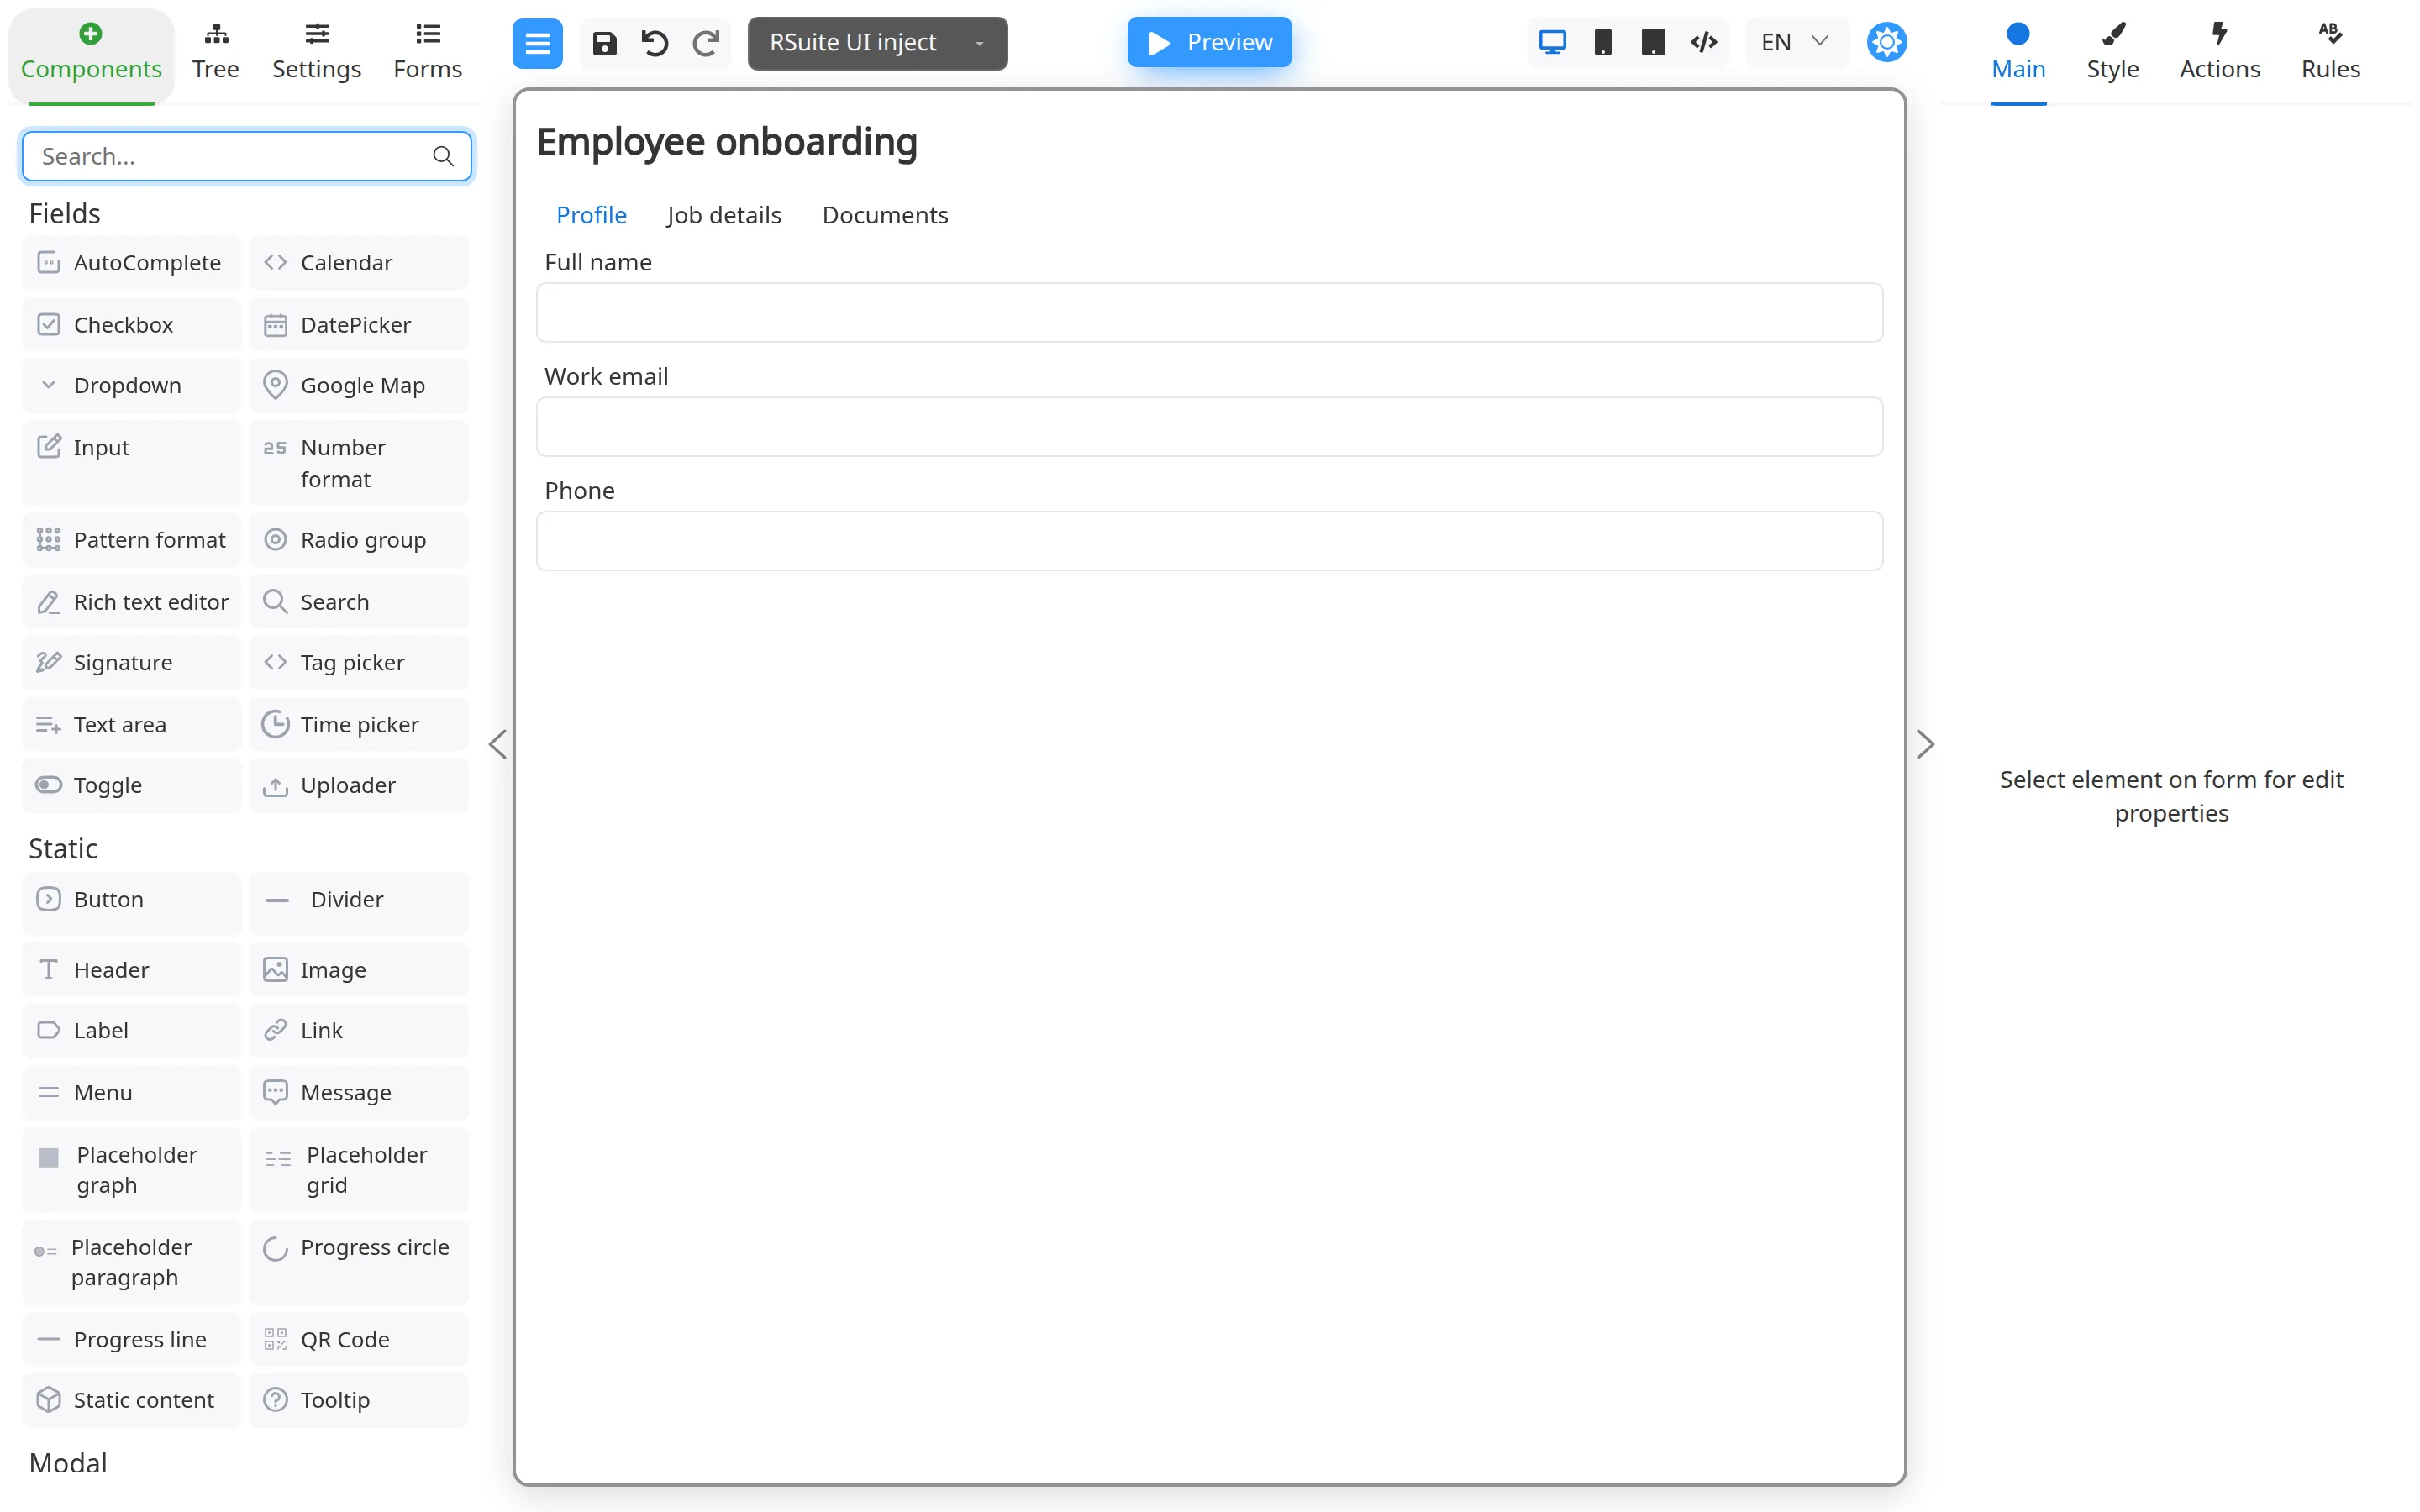 Components
Tree
Settings
Forms
RSuite UI inject
Preview
EN
Main
Style
Actions
AB
Rules
Search...
Fields
AutoComplete
Calendar
Checkbox
DatePicker
Dropdown
Google Map
Input
25
Number
format
Pattern format
Radio group
Rich text editor
Search
Signature
Tag picker
Text area
Time picker
Toggle
Uploader
Static
Button
Divider
Header
Image
Label
Link
Menu
Message
Placeholder
graph
Placeholder
grid
Placeholder
paragraph
Progress circle
Progress line
QR Code
Static content
Tooltip
Modal
Employee onboarding
Profile
Job details
Documents
Full name
Work email
Phone
Select element on form for edit
properties